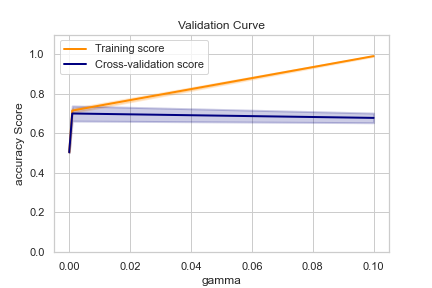 Validation Curve
Training score
Cross-validation score
accuracy Score
1.0
0.8
0.6
0.4
0.2
0.0
0.00 0.02 0.04 0.06 0.08 0.10
gamma